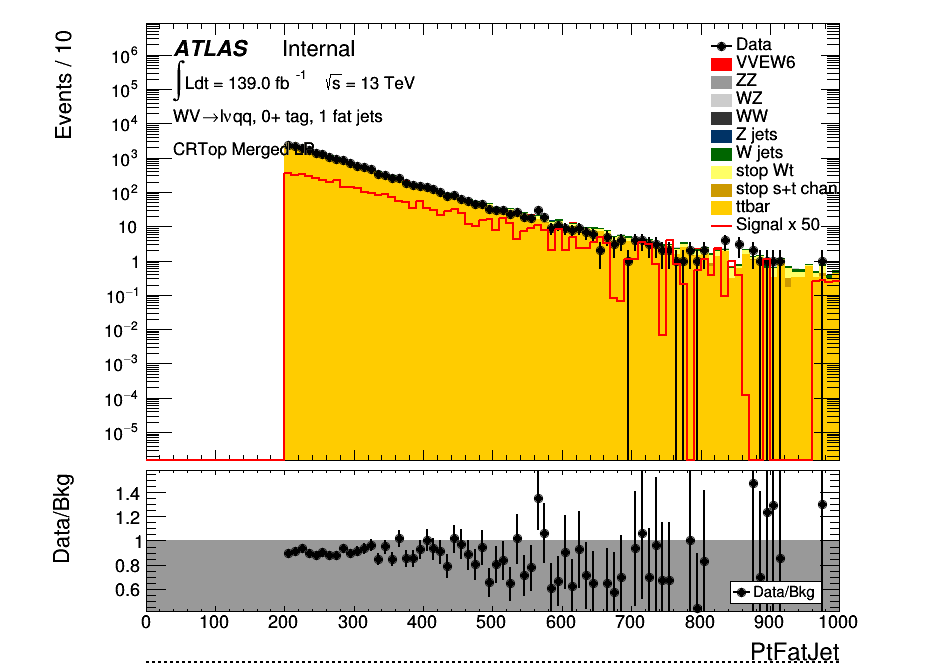 Events / 10
10⁶
10⁵
10⁴
10³
10²
10
1
10⁻¹
10⁻²
10⁻³
10⁻⁴
10⁻⁵
ATLAS Internal
∫Ldt = 139.0 fb⁻¹ √s = 13 TeV
WV→lνqq, 0+ tag, 1 fat jets
CRTop Merged LP
Data
VVEW6
ZZ
WZ
WW
Z jets
W jets
stop Wt
stop s+t chan
ttbar
Signal x 50
Data/Bkg
1.4
1.2
1
0.8
0.6
Data/Bkg
0 100 200 300 400 500 600 700 800 900 1000
PtFatJet